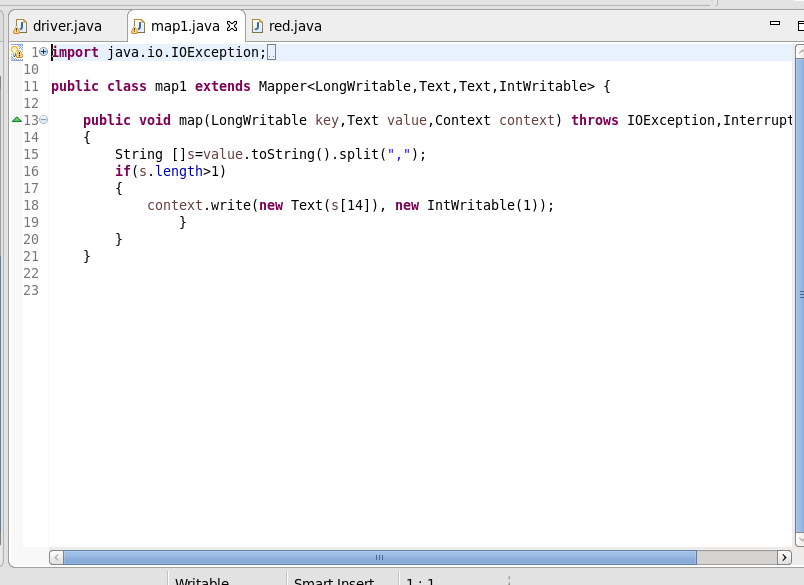 driver.java map1.java red.java
1 import java.io.IOException;
10
11 public class map1 extends Mapper<LongWritable,Text,Text,IntWritable> {
12
13 public void map(LongWritable key,Text value,Context context) throws IOException,Interrupt
14 {
15 String []s=value.toString().split(",");
16 if(s.length>1)
17 {
18 context.write(new Text(s[14]), new IntWritable(1));
19 }
20 }
21 }
22
23
Writable Smart Insert 1 : 1